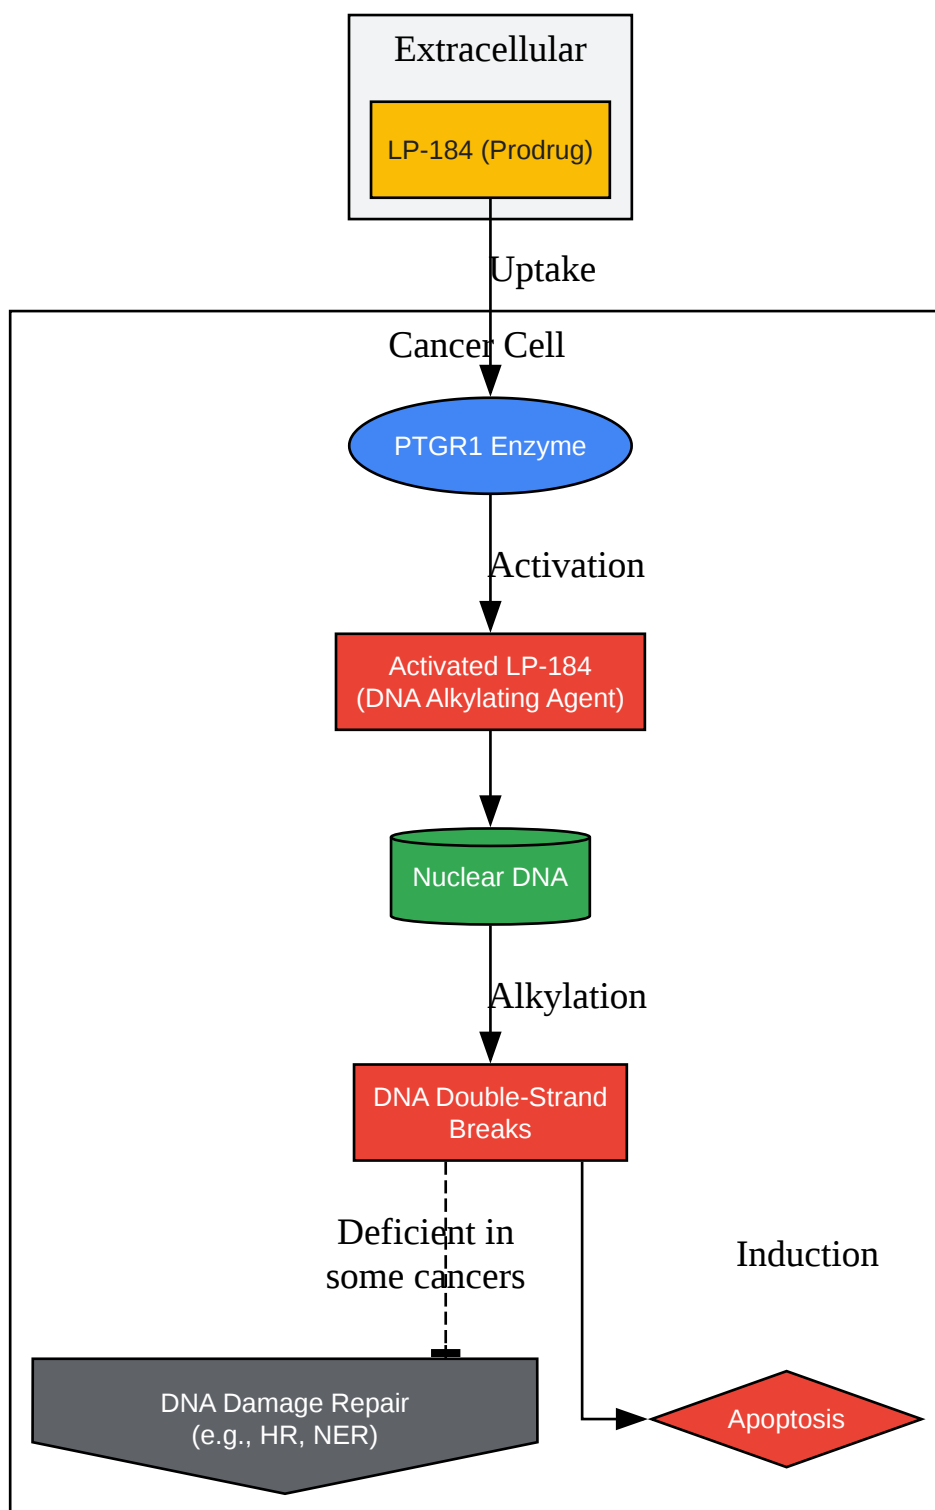 Extracellular
LP-184 (Prodrug)
Uptake
Cancer Cell
PTGR1 Enzyme
Activation
Activated LP-184
(DNA Alkylating Agent)
Nuclear DNA
Alkylation
DNA Double-Strand
Breaks
Deficient in
some cancers
Induction
DNA Damage Repair
(e.g., HR, NER)
Apoptosis